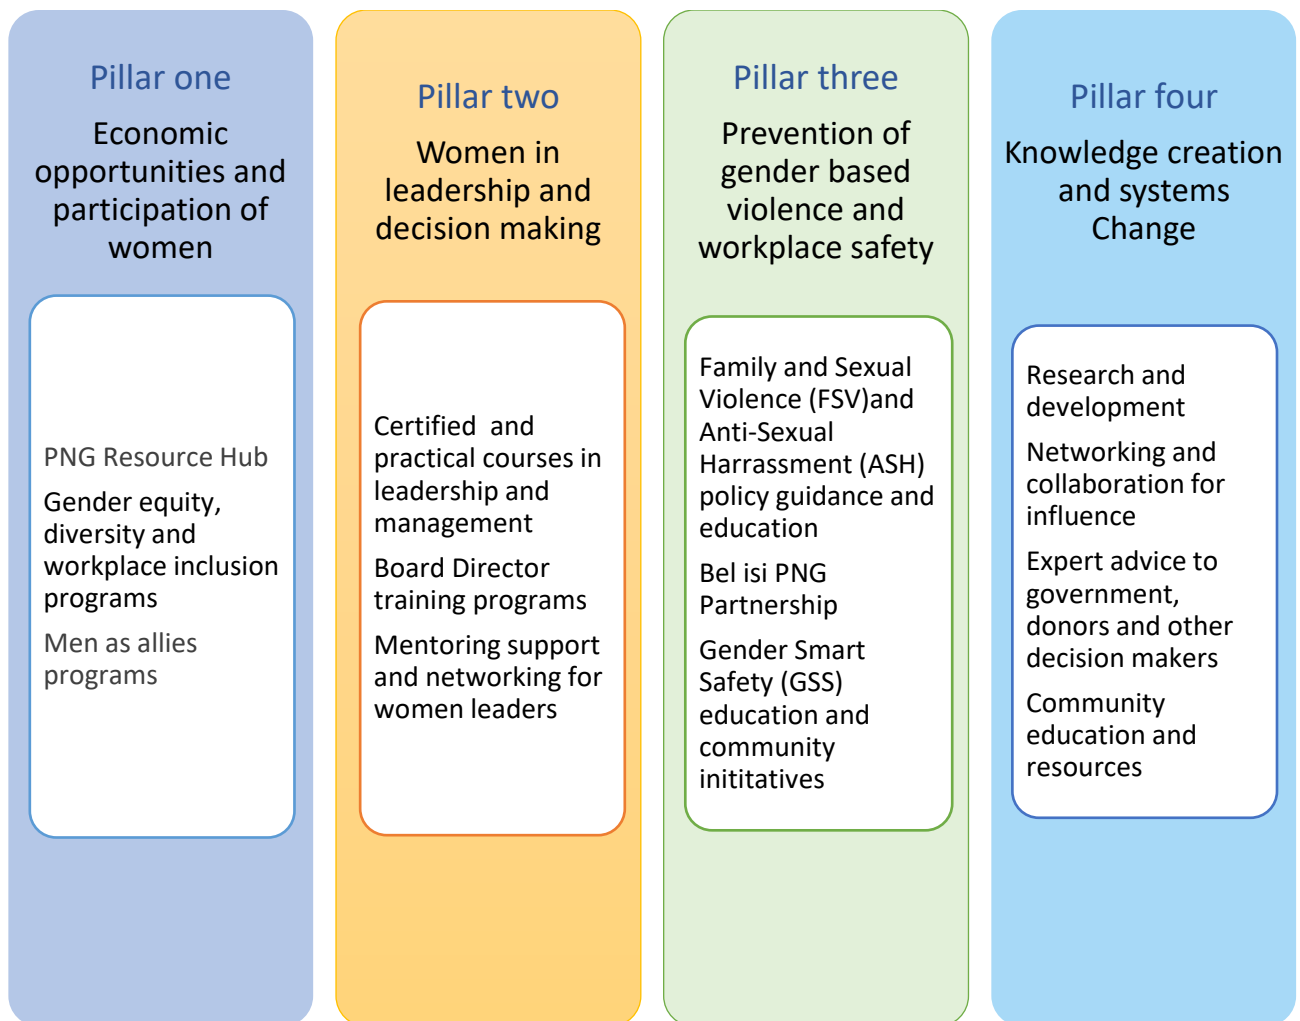 Pillar one
Economic
opportunities and
participation of
women
PNG Resource Hub
Gender equity,
diversity and
workplace inclusion
programs
Men as allies
programs
Pillar two
Women in
leadership and
decision making
Certified  and
practical courses in
leadership and
management
Board Director
training programs
Mentoring support
and networking for
women leaders
Pillar three
Prevention of
gender based
violence and
workplace safety
Family and Sexual
Violence (FSV)and
Anti-Sexual
Harrassment (ASH)
policy guidance and
education
Bel isi PNG
Partnership
Gender Smart
Safety (GSS)
education and
community
inititatives
Pillar four
Knowledge creation
and systems
Change
Research and
development
Networking and
collaboration for
influence
Expert advice to
government,
donors and other
decision makers
Community
education and
resources